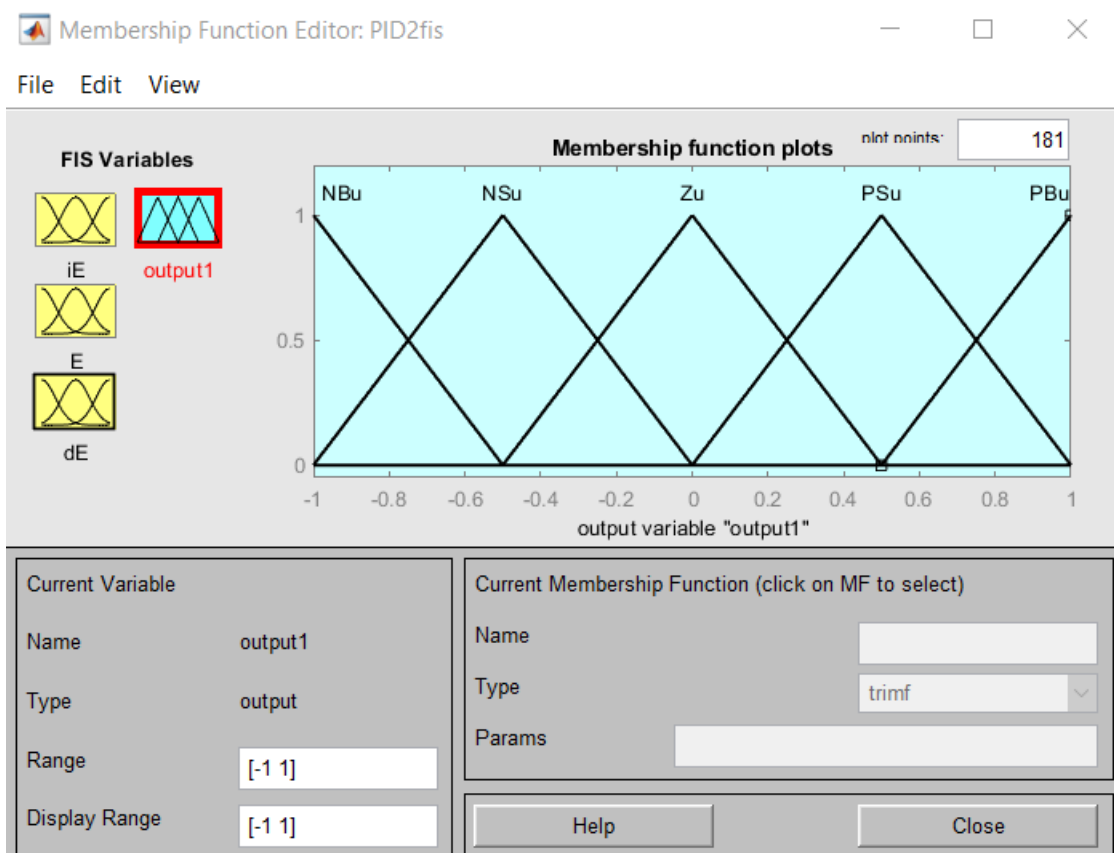 Membership Function Editor: PID2fis
File Edit View
FIS Variables
iE
output1
E
dE
Membership function plots
plot points:
181
NBu NSu Zu PSu PBu
1
0.5
0
-1 -0.8 -0.6 -0.4 -0.2 0 0.2 0.4 0.6 0.8 1
output variable "output1"
Current Variable
Name output1
Type output
Range [-1 1]
Display Range [-1 1]
Current Membership Function (click on MF to select)
Name
Type trimf
Params
Help Close